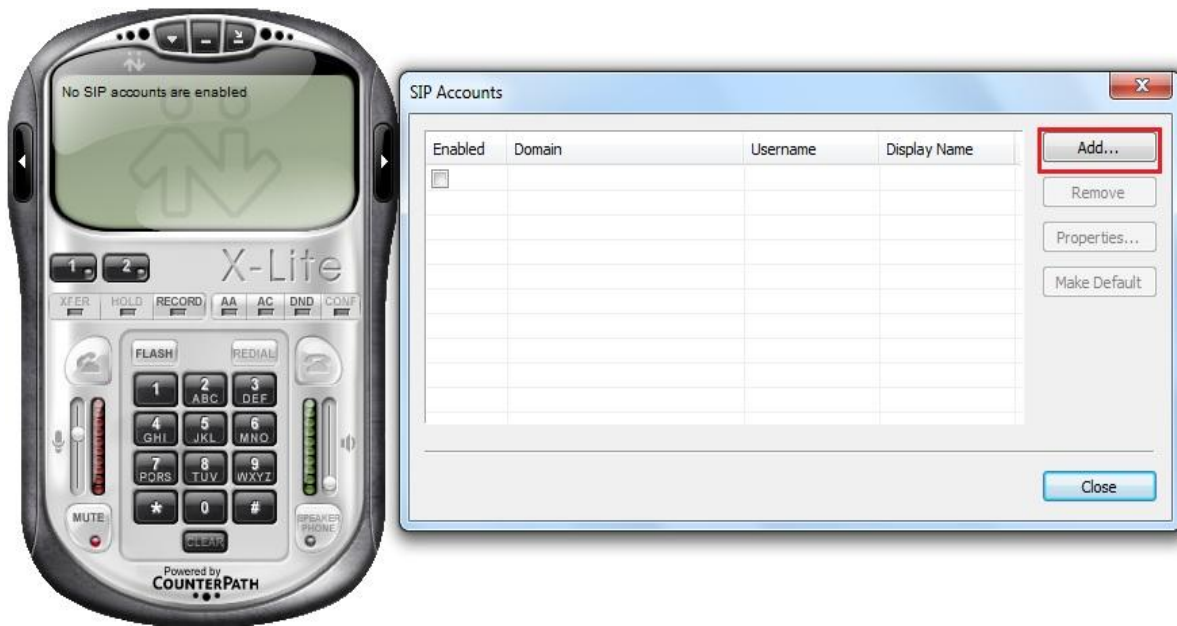 No SIP accounts are enabled
X-Lite
1 2
XFER HOLD RECORD AA AC DND CONF
FLASH REDIAL
1 2 3
ABC DEF
4 5 6
GHI JKL MNO
7 8 9
PQRS TUV WXYZ
* 0 #
MUTE SPEAKER PHONE
CLEAR
Powered by
COUNTERPATH
SIP Accounts
Enabled Domain Username Display Name
Add...
Remove
Properties...
Make Default
Close